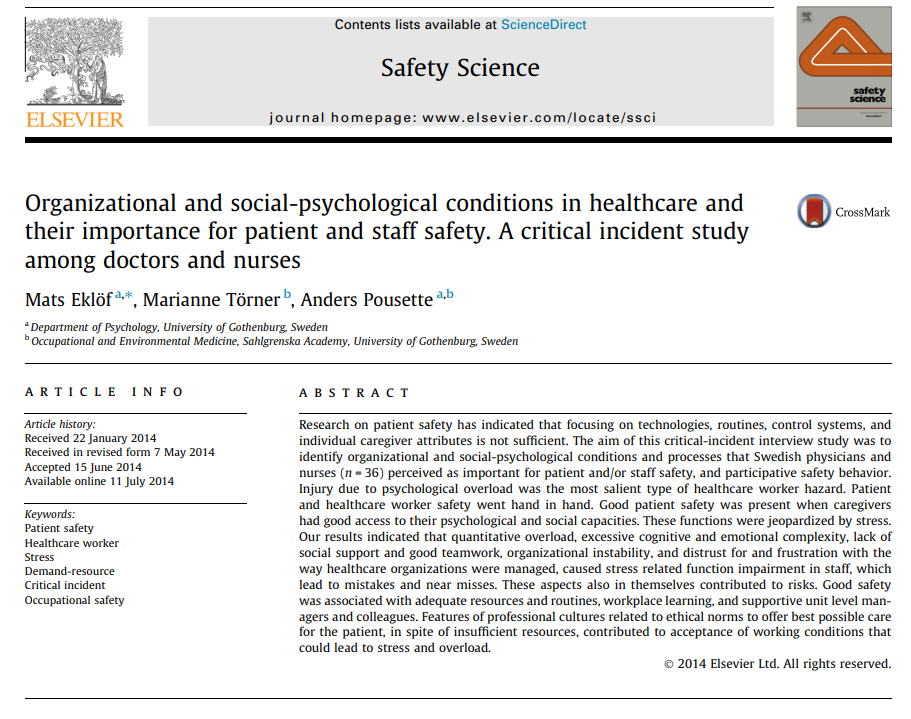 Contents lists available at ScienceDirect
Safety Science
journal homepage: www.elsevier.com/locate/ssci
ELSEVIER
safety
science
Organizational and social-psychological conditions in healthcare and
their importance for patient and staff safety. A critical incident study
among doctors and nurses
CrossMark
Mats Eklöf a,*, Marianne Törner b, Anders Pousette a,b
a Department of Psychology, University of Gothenburg, Sweden
b Occupational and Environmental Medicine, Sahlgrenska Academy, University of Gothenburg, Sweden
ARTICLE INFO
Article history:
Received 22 January 2014
Received in revised form 7 May 2014
Accepted 15 June 2014
Available online 11 July 2014
Keywords:
Patient safety
Healthcare worker
Stress
Demand-resource
Critical incident
Occupational safety
ABSTRACT
Research on patient safety has indicated that focusing on technologies, routines, control systems, and
individual caregiver attributes is not sufficient. The aim of this critical-incident interview study was to
identify organizational and social-psychological conditions and processes that Swedish physicians and
nurses (n = 36) perceived as important for patient and/or staff safety, and participative safety behavior.
Injury due to psychological overload was the most salient type of healthcare worker hazard. Patient
and healthcare worker safety went hand in hand. Good patient safety was present when caregivers
had good access to their psychological and social capacities. These functions were jeopardized by stress.
Our results indicated that quantitative overload, excessive cognitive and emotional complexity, lack of
social support and good teamwork, organizational instability, and distrust for and frustration with the
way healthcare organizations were managed, caused stress related function impairment in staff, which
lead to mistakes and near misses. These aspects also in themselves contributed to risks. Good safety
was associated with adequate resources and routines, workplace learning, and supportive unit level man-
agers and colleagues. Features of professional cultures related to ethical norms to offer best possible care
for the patient, in spite of insufficient resources, contributed to acceptance of working conditions that
could lead to stress and overload.
© 2014 Elsevier Ltd. All rights reserved.